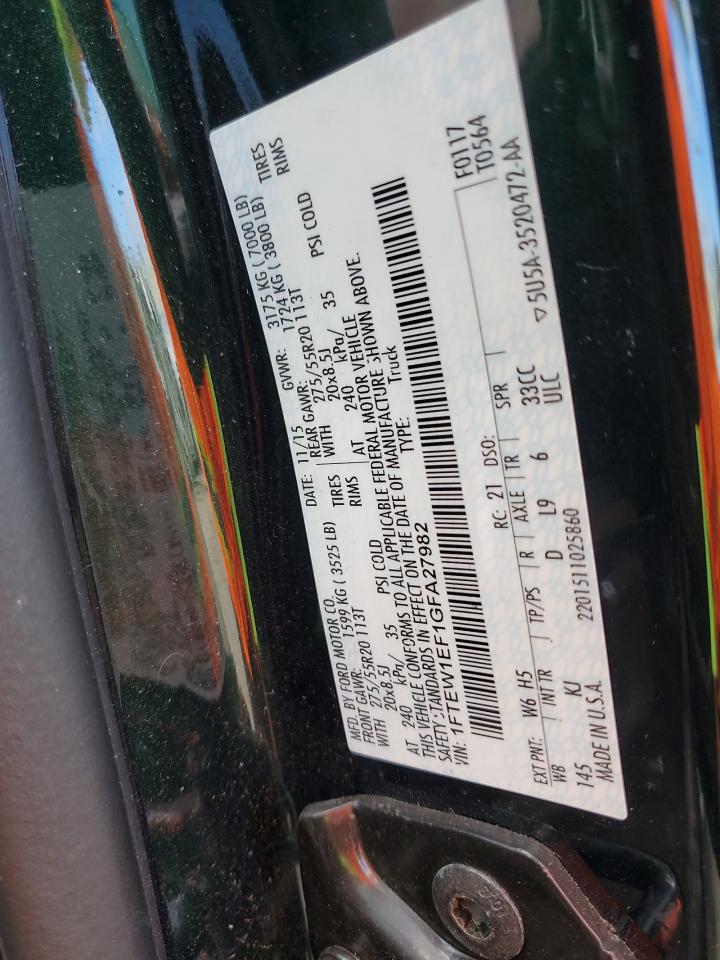 MFD. BY FORD MOTOR CO.
DATE: 11/15 GVWR: 3175 KG ( 7000 LB)
FRONT GAWR: 1599 KG ( 3525 LB) REAR GAWR: 1724 KG ( 3800 LB)
WITH 275/55R20 113T TIRES WITH 275/55R20 113T TIRES
20x8.5J RIMS 20x8.5J RIMS
AT 240 kPa/ 35 PSI COLD AT 240 kPa/ 35 PSI COLD
THIS VEHICLE CONFORMS TO ALL APPLICABLE FEDERAL MOTOR VEHICLE
SAFETY STANDARDS IN EFFECT ON THE DATE OF MANUFACTURE SHOWN ABOVE.
VIN: 1FTEW1EF1GFA27982 TYPE: Truck
F0117
T0564
EXT PNT: W6 H5 RC: 21 DSO:
WB INT TR TP/PS R AXLE TR SPR
145 KJ D L9 6 33CC
MADE IN U.S.A. 2201511025860 ULC
▽5U5A-3520472-AA